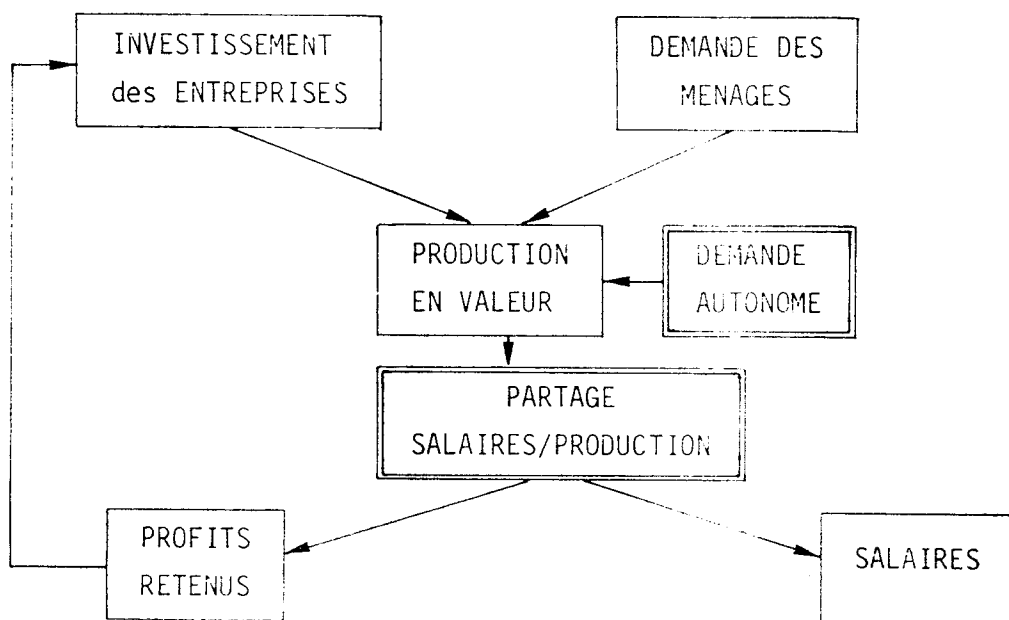 INVESTISSEMENT
des ENTREPRISES
DEMANDE DES
MENAGES
PRODUCTION
EN VALEUR
DEMANDE
AUTONOME
PARTAGE
SALAIRES/PRODUCTION
PROFITS
RETENUS
SALAIRES